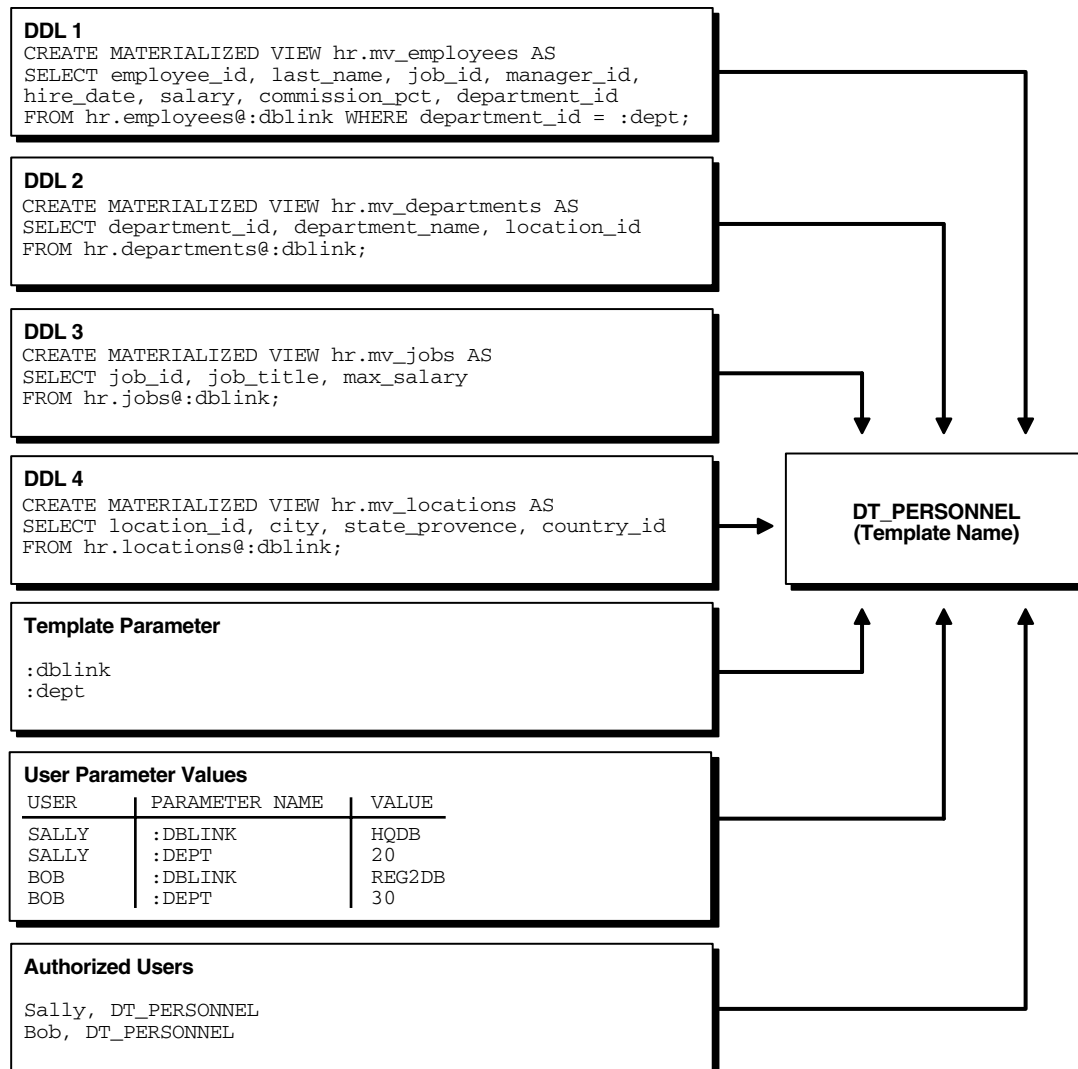 DDL 1
CREATE MATERIALIZED VIEW hr.mv_employees AS
SELECT employee_id, last_name, job_id, manager_id,
hire_date, salary, commission_pct, department_id
FROM hr.employees@:dblink WHERE department_id = :dept;
DDL 2
CREATE MATERIALIZED VIEW hr.mv_departments AS
SELECT department_id, department_name, location_id
FROM hr.departments@:dblink;
DDL 3
CREATE MATERIALIZED VIEW hr.mv_jobs AS
SELECT job_id, job_title, max_salary
FROM hr.jobs@:dblink;
DDL 4
CREATE MATERIALIZED VIEW hr.mv_locations AS
SELECT location_id, city, state_provence, country_id
FROM hr.locations@:dblink;
DT_PERSONNEL
(Template Name)
Template Parameter
:dblink
:dept
User Parameter Values
USER PARAMETER NAME VALUE
SALLY :DBLINK HQDB
SALLY :DEPT 20
BOB :DBLINK REG2DB
BOB :DEPT 30
Authorized Users
Sally, DT_PERSONNEL
Bob, DT_PERSONNEL